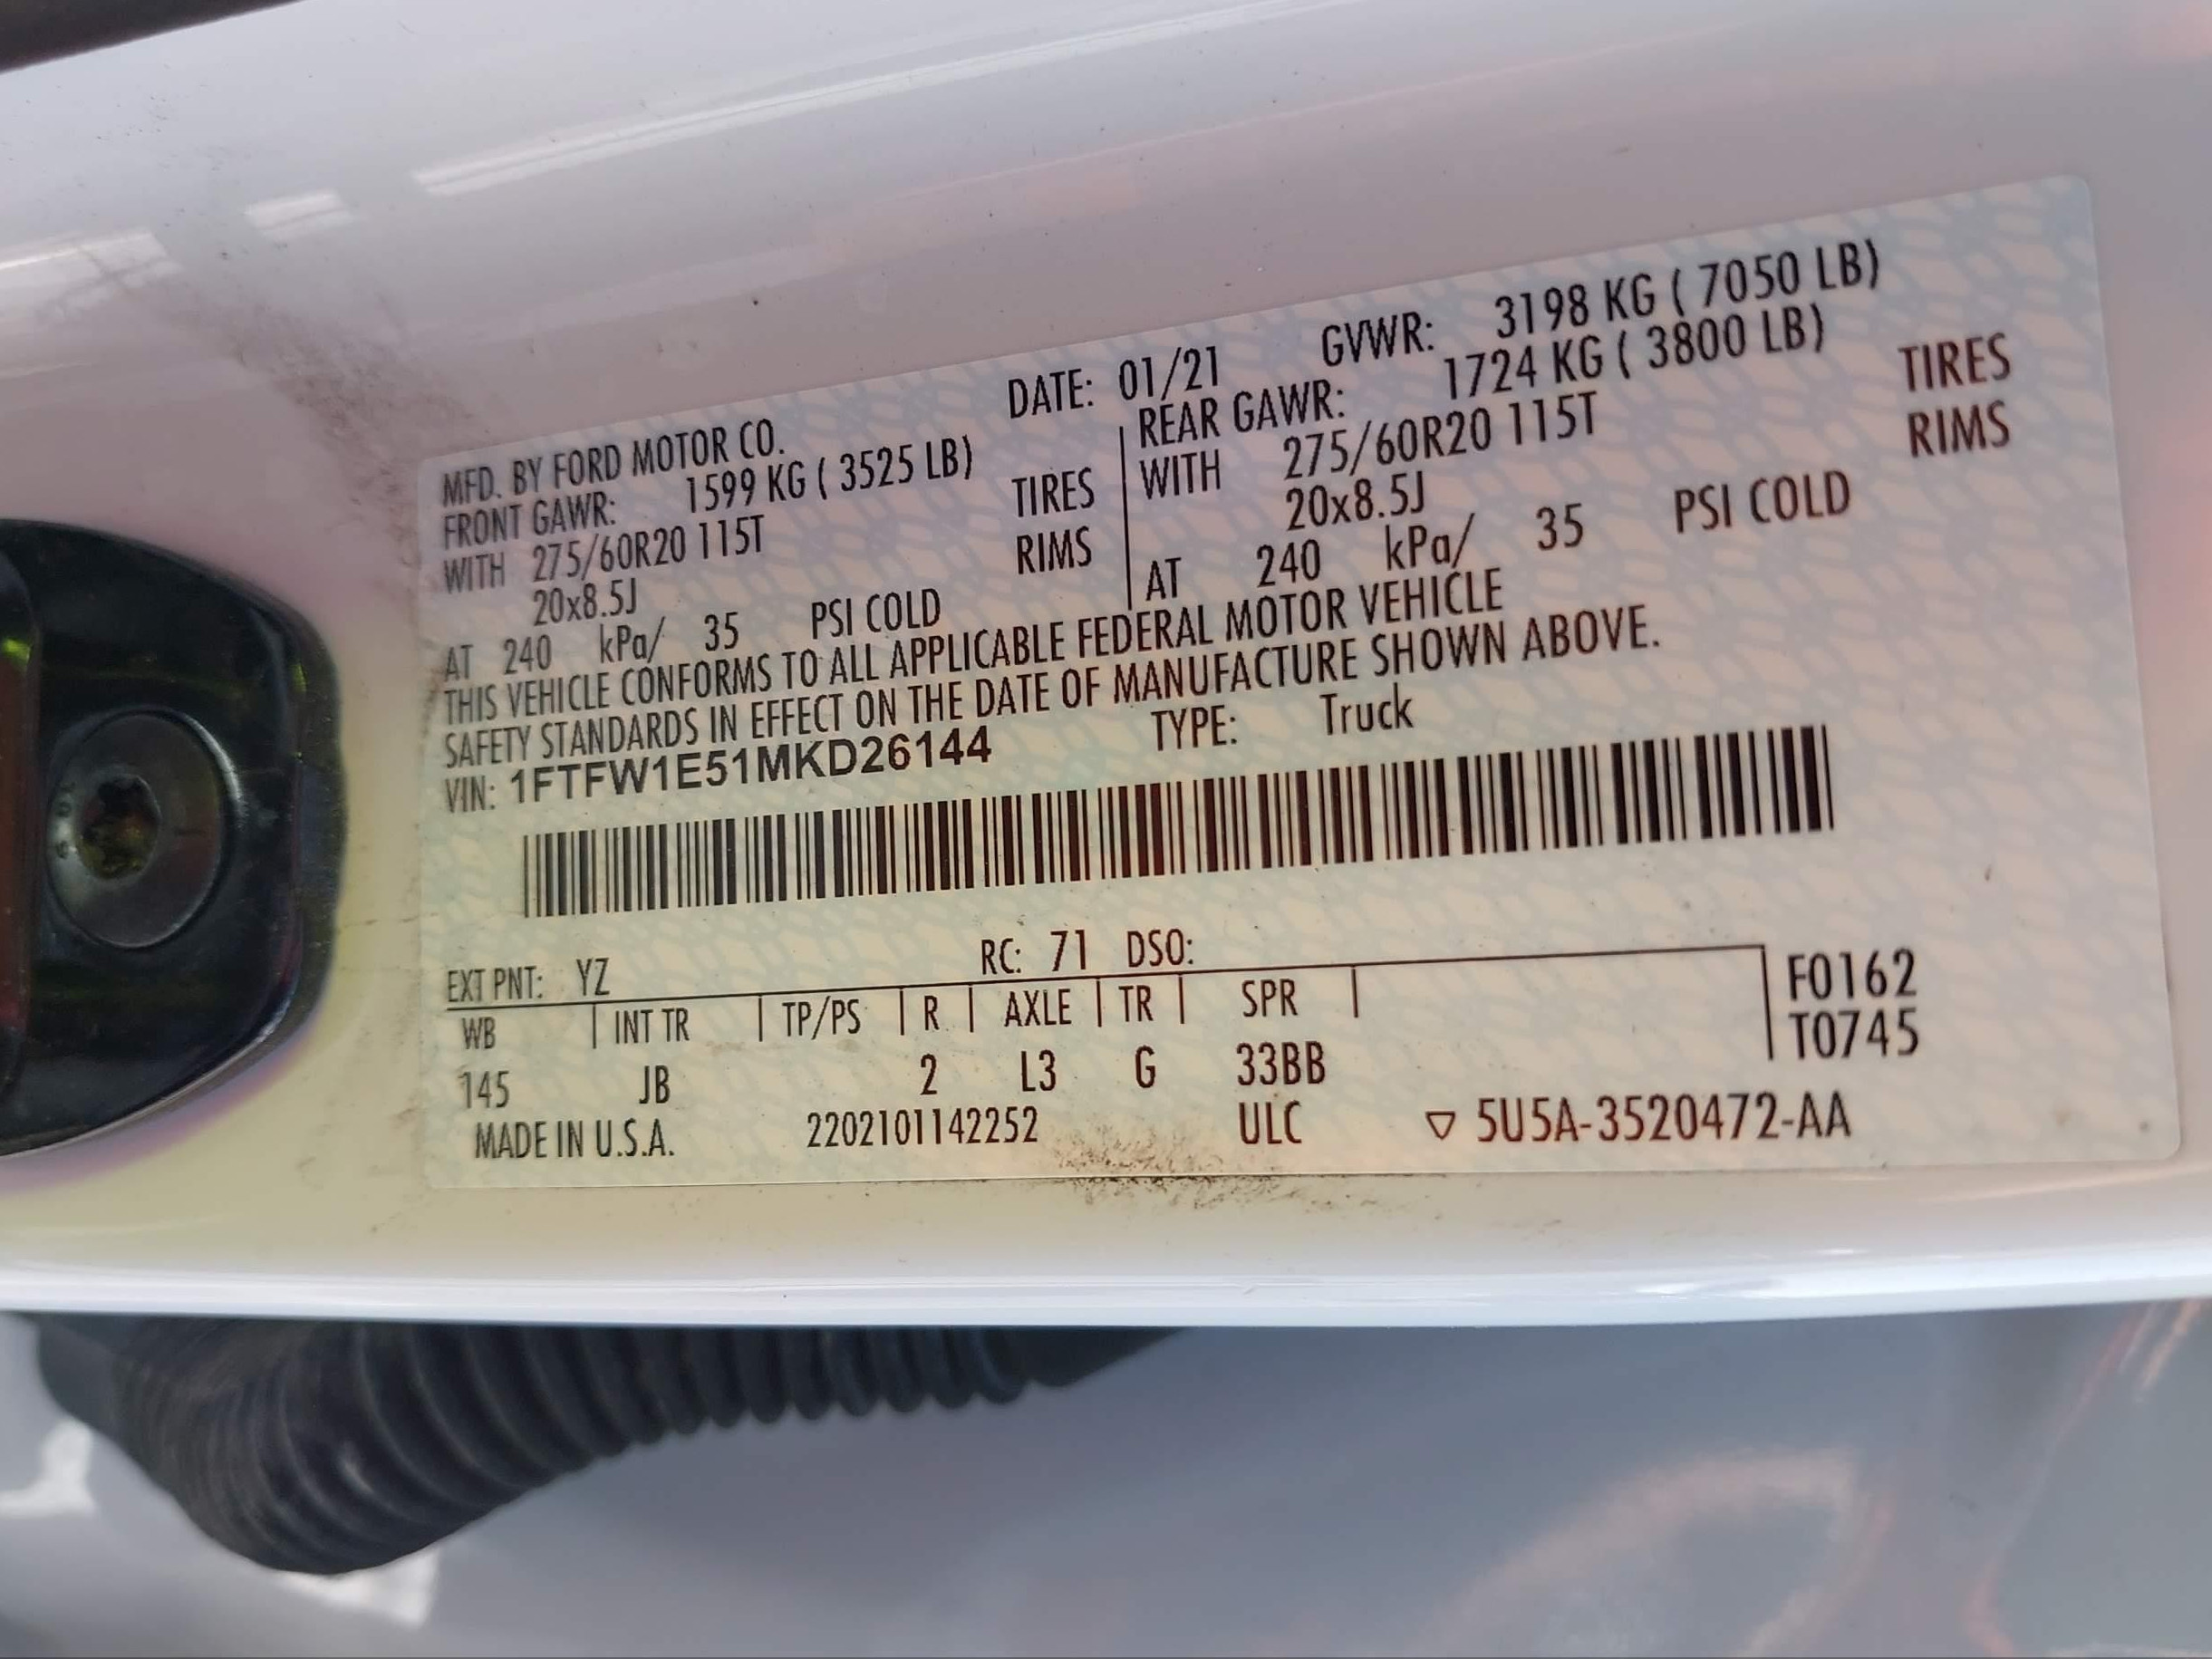 MFD. BY FORD MOTOR CO. DATE: 01/21 GVWR: 3198 KG ( 7050 LB)
FRONT GAWR: 1599 KG ( 3525 LB) REAR GAWR: 1724 KG ( 3800 LB)
WITH 275/60R20 115T TIRES WITH 275/60R20 115T TIRES
20x8.5J RIMS 20x8.5J RIMS
AT 240 kPa/ 35 PSI COLD AT 240 kPa/ 35 PSI COLD
THIS VEHICLE CONFORMS TO ALL APPLICABLE FEDERAL MOTOR VEHICLE
SAFETY STANDARDS IN EFFECT ON THE DATE OF MANUFACTURE SHOWN ABOVE.
VIN: 1FTFW1E51MKD26144 TYPE: Truck
EXT PNT: YZ RC: 71 DSO:
WB INT TR TP/PS R AXLE TR SPR F0162
145 JB 2 L3 G 33BB T0745
MADE IN U.S.A. 2202101142252 ULC ▽ 5U5A-3520472-AA